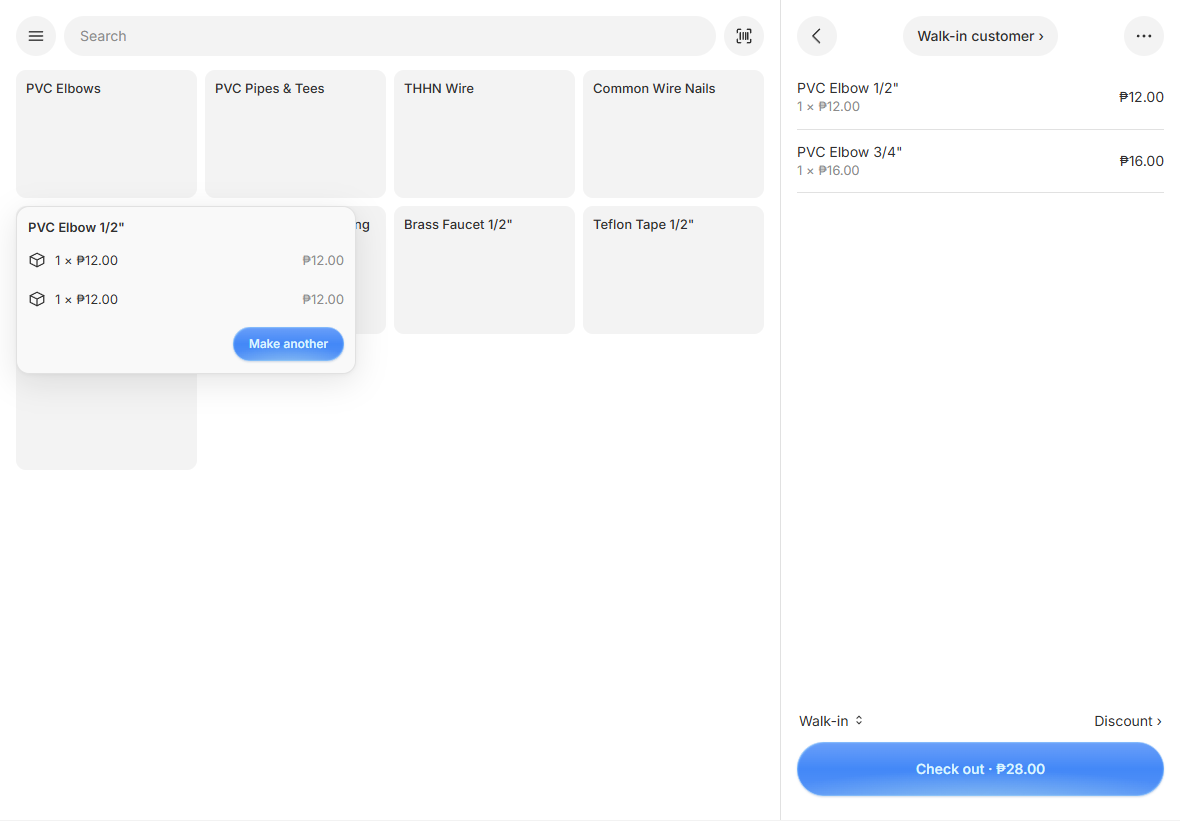 Search
PVC Elbows
PVC Pipes & Tees
THHN Wire
Common Wire Nails
PVC Elbow 1/2"
1 × ₱12.00 ₱12.00
1 × ₱12.00 ₱12.00
Make another
ng
Brass Faucet 1/2"
Teflon Tape 1/2"
Walk-in customer ›
PVC Elbow 1/2"
1 × ₱12.00
₱12.00
PVC Elbow 3/4"
1 × ₱16.00
₱16.00
Walk-in
Discount ›
Check out · ₱28.00